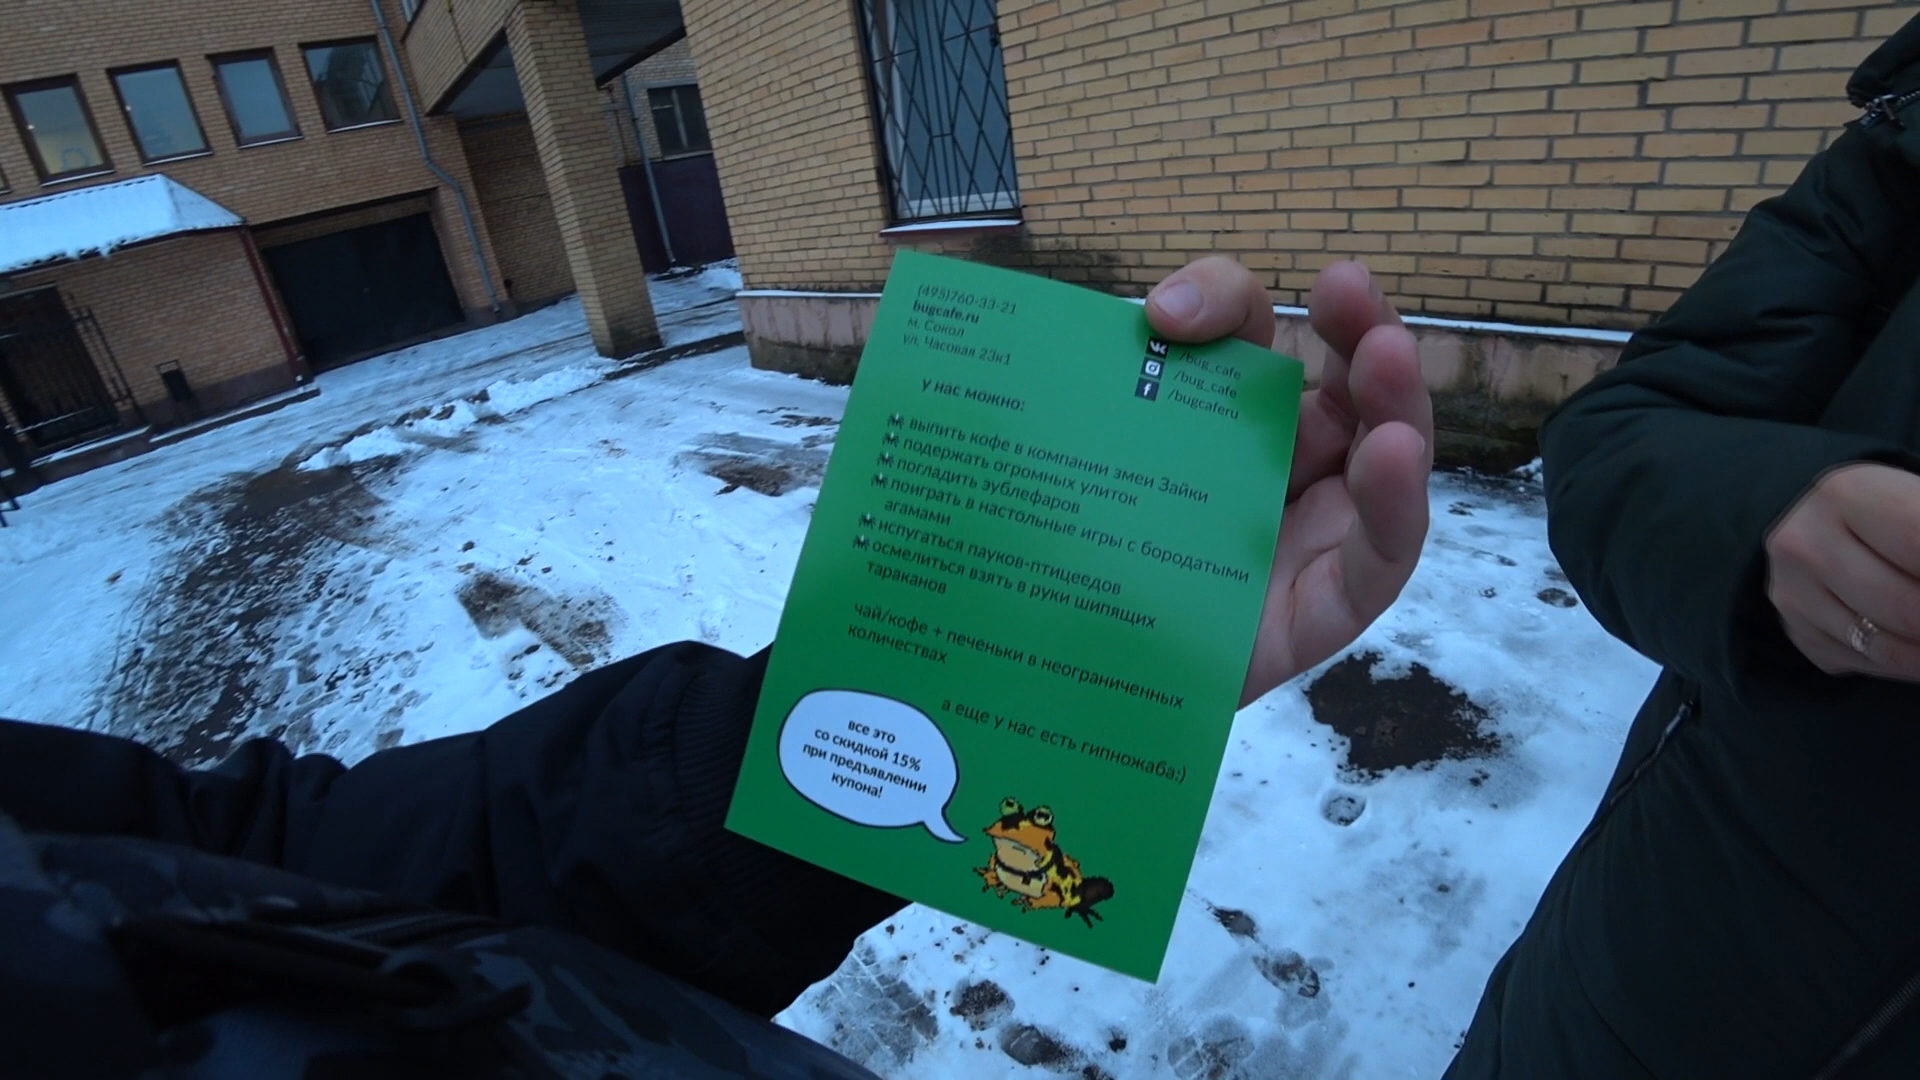 (495)760-33-21
bugcafe.ru
м. Сокол
ул. Часовая 23к1
/bug_cafe
/bug_cafe
f /bugcaferu
у нас можно:
выпить кофе в компании змеи Зайки
подержать огромных улиток
погладить эублефаров
поиграть в настольные игры с бородатыми
агамами
испугаться пауков-птицеедов
осмелиться взять в руки шипящих
тараканов
чай/кофе + печеньки в неограниченных
количествах
а еще у нас есть гипножаба:)
все это
со скидкой 15%
при предъявлении
купона!